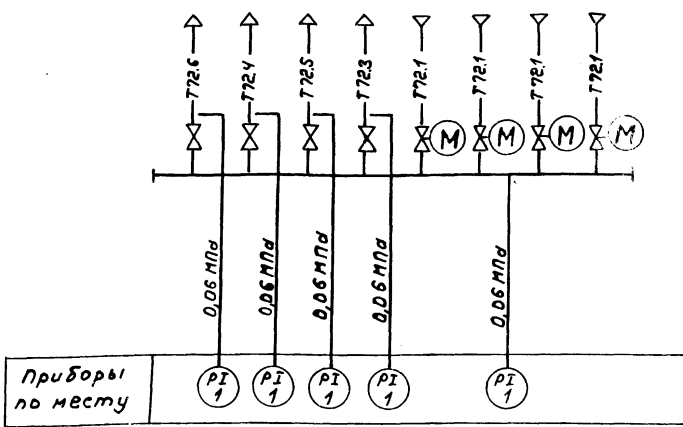 Т72.6
Т72.4
Т72.5
Т72.3
Т72.1
Т72.1
Т72.1
Т72.1
М
М
М
М
0,06 МПа
0,06 МПа
0,06 МПа
0,06 МПа
0,06 МПа
Приборы
по месту
PI
1
PI
1
PI
1
PI
1
PI
1